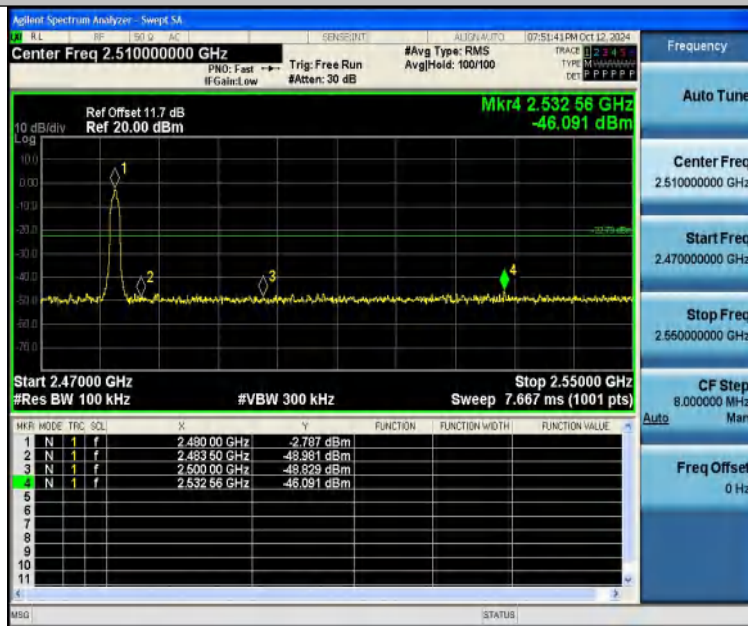 Agilent Spectrum Analyzer - Swept SA
RL RF 50 Ω AC SENSE:INT ALIGN AUTO 07:51:41 PM Oct 12, 2024
Center Freq 2.510000000 GHz
PNO: Fast
IFGain:Low
Trig: Free Run
#Atten: 30 dB
#Avg Type: RMS
Avg|Hold: 100/100
TRACE 1 2 3 4 5 6
TYPE M
DET P P P P P P
Mkr4 2.532 56 GHz
-46.091 dBm
Ref Offset 11.7 dB
10 dB/div Ref 20.00 dBm
Log
10.0
0.00
-20.0
-30.0
-40.0
-50.0
-60.0
1
2
3
4
Start 2.47000 GHz Stop 2.55000 GHz
#Res BW 100 kHz #VBW 300 kHz Sweep 7.667 ms (1001 pts)
MKR MODE TRC SCL X Y FUNCTION FUNCTION WIDTH FUNCTION VALUE
1 N 1 f 2.480 00 GHz -2.787 dBm
2 N 1 f 2.483 50 GHz -48.981 dBm
3 N 1 f 2.500 00 GHz -48.829 dBm
4 N 1 f 2.532 56 GHz -46.091 dBm
5
6
7
8
9
10
11
MSG STATUS
Frequency
Auto Tune
Center Freq
2.510000000 GHz
Start Freq
2.470000000 GHz
Stop Freq
2.550000000 GHz
CF Step
8.000000 MHz
Auto Man
Freq Offset
0 Hz